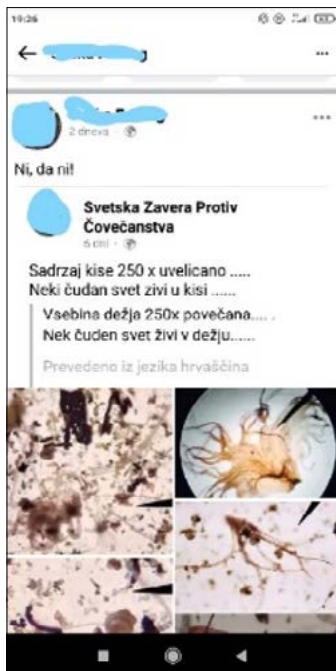 19:26
2 dneva
Ni, da ni!
Svetska Zavera Protiv
Čovečanstva
6 dni
Sadrzaj kise 250 x uvelicano .....
Neki čudan svet zivi u kisi ......
Vsebina dežja 250x povečana.... .
Nek čuden svet živi v dežju......
Prevedeno iz jezika hrvaščina